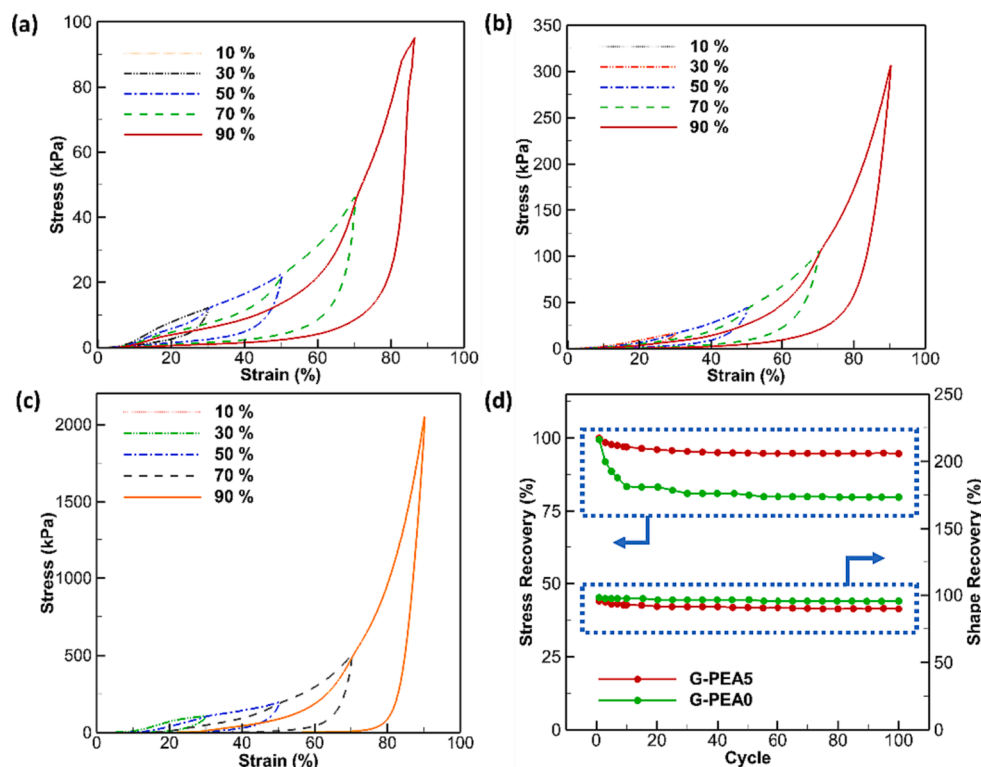 (a)
100
80
60
40
20
0
Stress (kPa)
10 %
30 %
50 %
70 %
90 %
0 20 40 60 80 100
Strain (%)
(b)
350
300
250
200
150
100
50
0
Stress (kPa)
10 %
30 %
50 %
70 %
90 %
0 20 40 60 80 100
Strain (%)
(c)
2000
1500
1000
500
0
Stress (kPa)
10 %
30 %
50 %
70 %
90 %
0 20 40 60 80 100
Strain (%)
(d)
100
75
50
25
Stress Recovery (%)
250
200
150
100
50
0
Shape Recovery (%)
G-PEA5
G-PEA0
0 20 40 60 80 100
Cycle